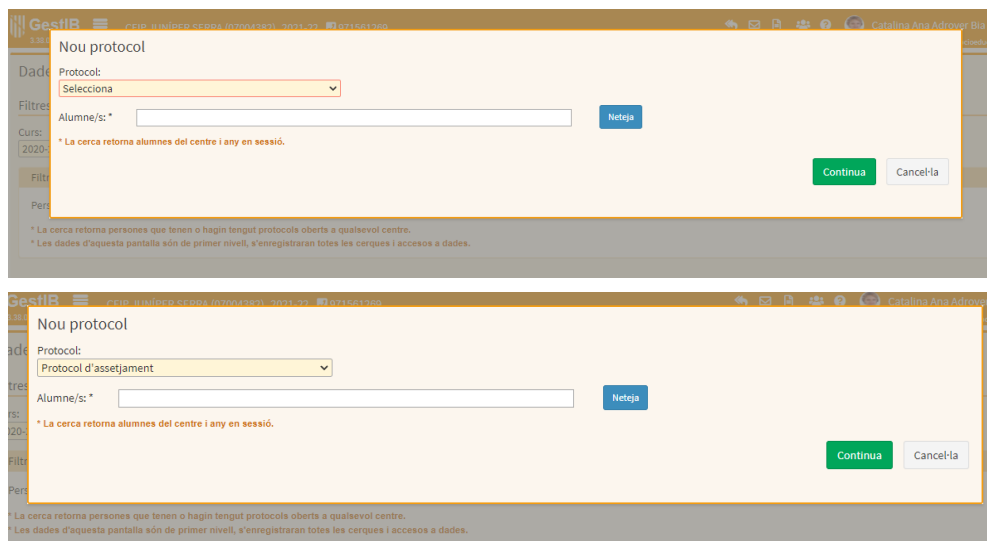 GestIB CEIP JUNÍPER SERRA (07004382) 2021-22 971561269 Catalina Ana Adrover Bia
Nou protocol
Dade
Protocol:
Selecciona
Filtres
Alumne/s: * Neteja
Curs:
* La cerca retorna alumnes del centre i any en sessió.
2020-
Continua Cancel·la
Filtr
Pers
* La cerca retorna persones que tenen o hagin tengut protocols oberts a qualsevol centre.
* Les dades d'aquesta pantalla són de primer nivell, s'enregistraran totes les cerques i accesos a dades.
GestIB CEIP JUNÍPER SERRA (07004382) 2021-22 971561269 Catalina Ana Adrover
Nou protocol
ade
Protocol:
Protocol d'assetjament
tres
Alumne/s: * Neteja
rs:
* La cerca retorna alumnes del centre i any en sessió.
020-
Continua Cancel·la
Filtr
Pers
* La cerca retorna persones que tenen o hagin tengut protocols oberts a qualsevol centre.
* Les dades d'aquesta pantalla són de primer nivell, s'enregistraran totes les cerques i accesos a dades.